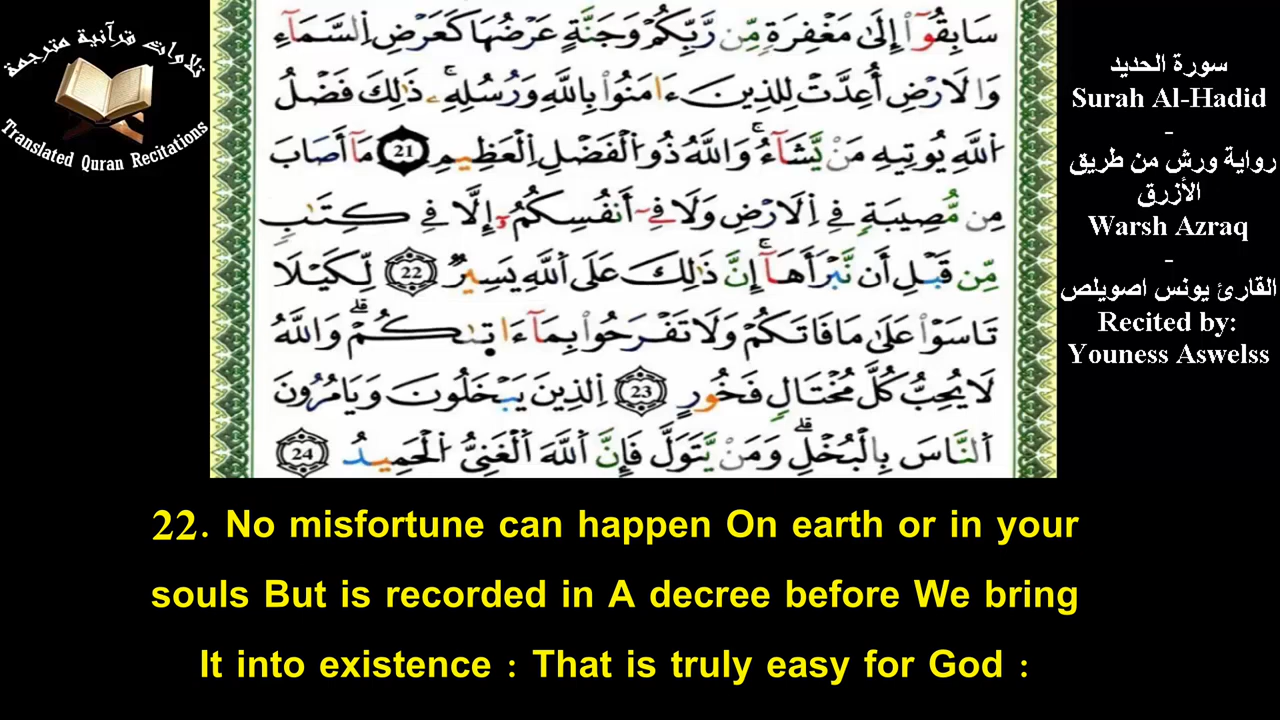 تلاوات قرآنية مترجمة
Translated Quran Recitations
سَابِقُوٓاْ إِلَىٰ مَغْفِرَةٖ مِّن رَّبِّكُمْ وَجَنَّةٍ عَرْضُهَا كَعَرْضِ اِ۬لسَّمَآءِ
وَالَارْضِ أُعِدَّتْ لِلذِينَ ءَامَنُواْ بِاللَّهِ وَرُسُلِهِۦۚ ذَٰلِكَ فَضْلُ
اُ۬للَّهِ يُوتِيهِ مَنْ يَّشَآءُۚ وَاللَّهُ ذُو اُ۬لْفَضْلِ اِ۬لْعَظِيمِ 21 مَآ أَصَابَ
مِن مُّصِيبَةٖ فِے اِ۬لَارْضِ وَلَا فِےٓ أَنفُسِكُمُۥٓ إِلَّا فِے كِتَٰبٖ
مِّن قَبْلِ أَن نَّبْرَأَهَآۚ إِنَّ ذَٰلِكَ عَلَى اَ۬للَّهِ يَسِيرٞ 22 لِّكَيْلَا
تَاسَوْاْ عَلَىٰ مَا فَاتَكُمْ وَلَا تَفْرَحُواْ بِمَآ ءَاتٜىٰكُمْۖ وَاللَّهُ
لَا يُحِبُّ كُلَّ مُخْتَالٖ فَخُورٍ 23 اِ۬لذِينَ يَبْخَلُونَ وَيَامُرُونَ
اَ۬لنَّاسَ بِالْبُخْلِۖ وَمَنْ يَّتَوَلَّ فَإِنَّ اَ۬للَّهَ اَ۬لْغَنِيُّ اُ۬لْحَمِيدُ 24
سورة الحديد
Surah Al-Hadid
-
رواية ورش من طريق
الأزرق
Warsh Azraq
-
القارئ يونس اصويلص
Recited by:
Youness Aswelss
22. No misfortune can happen On earth or in your
souls But is recorded in A decree before We bring
It into existence : That is truly easy for God :